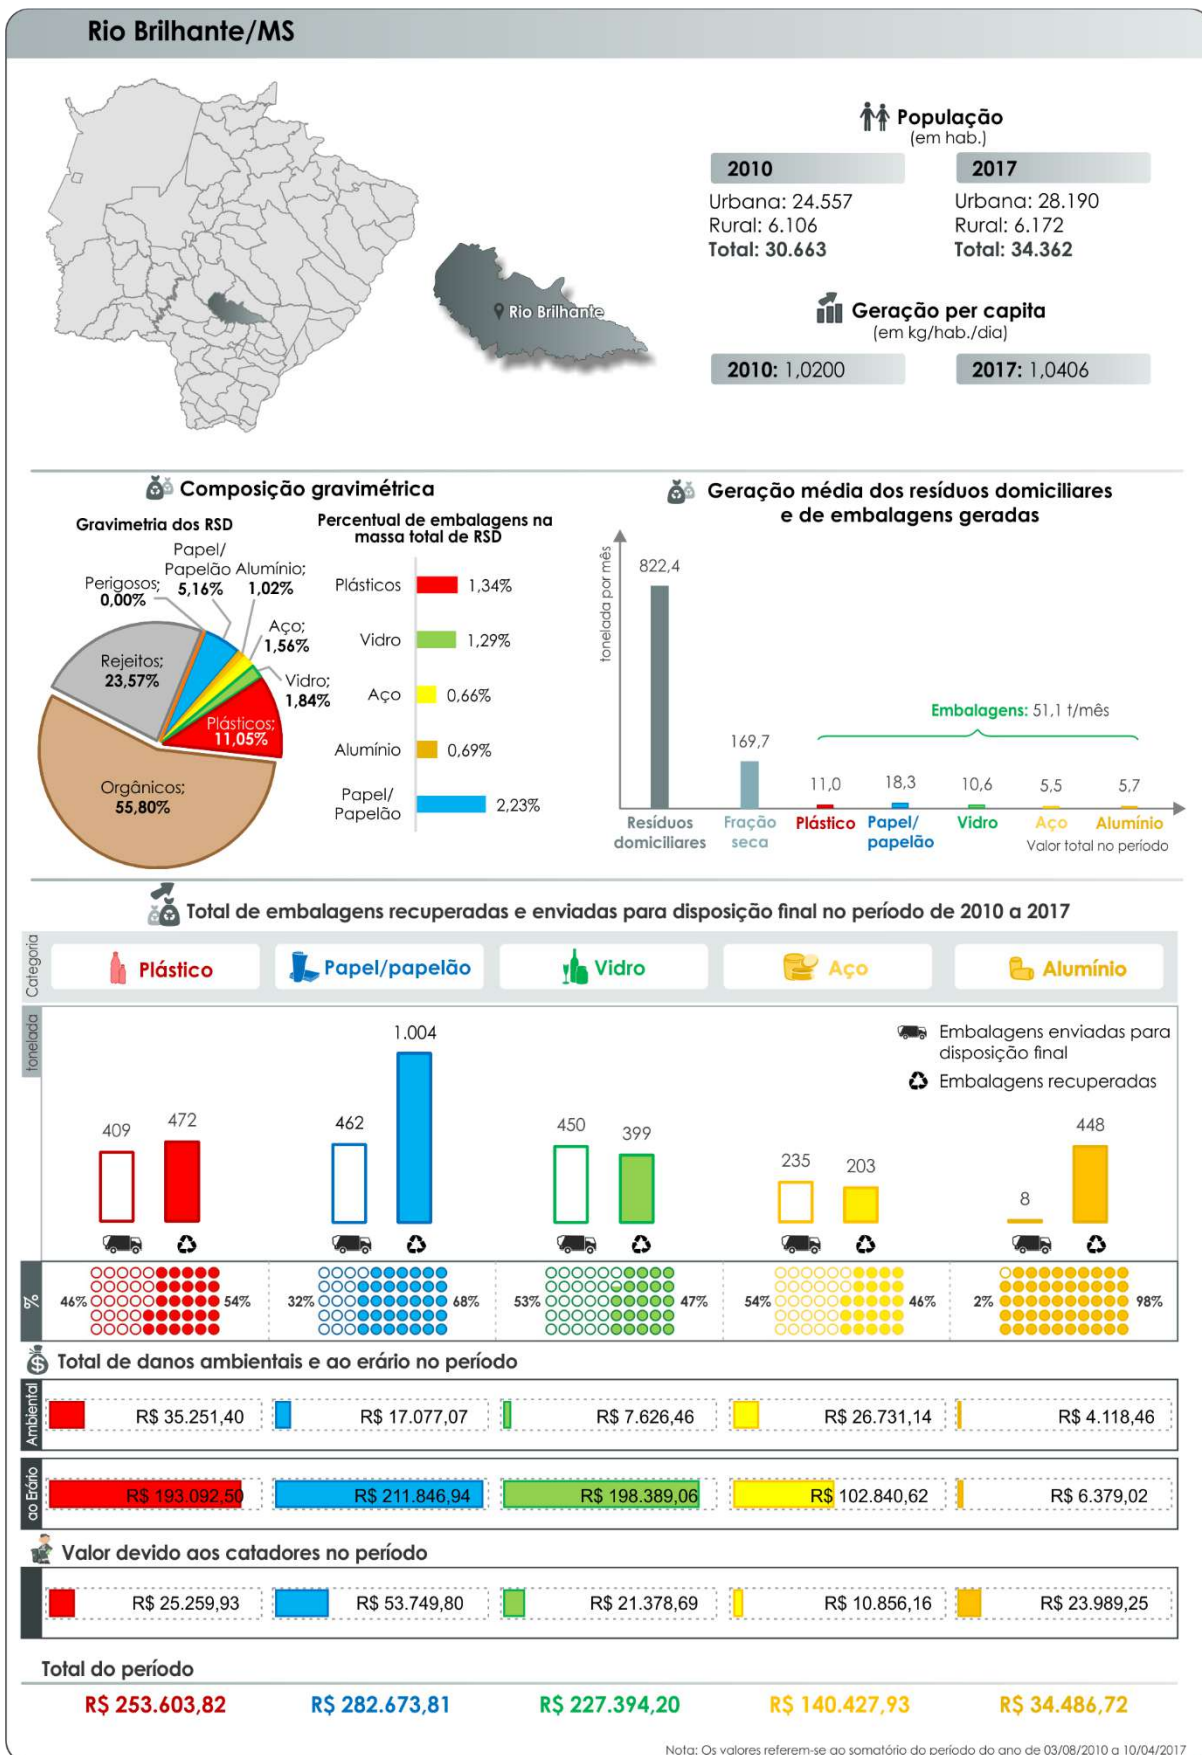 Rio Brilhante/MS
População
(em hab.)
2010
2017
Urbana: 24.557
Rural: 6.106
Total: 30.663
Urbana: 28.190
Rural: 6.172
Total: 34.362
Rio Brilhante
Geração per capita
(em kg/hab./dia)
2010: 1,0200
2017: 1,0406
Composição gravimétrica
Gravimetria dos RSD
Papel/
Papelão
5,16%
Alumínio;
1,02%
Perigosos;
0,00%
Aço;
1,56%
Rejeitos;
23,57%
Vidro;
1,84%
Plásticos;
11,05%
Orgânicos;
55,80%
Percentual de embalagens na
massa total de RSD
Plásticos
1,34%
Vidro
1,29%
Aço
0,66%
Alumínio
0,69%
Papel/
Papelão
2,23%
Geração média dos resíduos domiciliares
e de embalagens geradas
tonelada por mês
822,4
169,7
Embalagens: 51,1 t/mês
11,0
18,3
10,6
5,5
5,7
Resíduos
domiciliares
Fração
seca
Plástico
Papel/
papelão
Vidro
Aço
Alumínio
Valor total no período
Total de embalagens recuperadas e enviadas para disposição final no período de 2010 a 2017
Categoria
Plástico
Papel/papelão
Vidro
Aço
Alumínio
tonelada
409
472
462
1.004
450
399
235
203
8
448
Embalagens enviadas para
disposição final
Embalagens recuperadas
%
46%
54%
32%
68%
53%
47%
54%
46%
2%
98%
Total de danos ambientais e ao erário no período
Ambiental
R$ 35.251,40
R$ 17.077,07
R$ 7.626,46
R$ 26.731,14
R$ 4.118,46
ao Erário
R$ 193.092,50
R$ 211.846,94
R$ 198.389,06
R$ 102.840,62
R$ 6.379,02
Valor devido aos catadores no período
R$ 25.259,93
R$ 53.749,80
R$ 21.378,69
R$ 10.856,16
R$ 23.989,25
Total do período
R$ 253.603,82
R$ 282.673,81
R$ 227.394,20
R$ 140.427,93
R$ 34.486,72
Nota: Os valores referem-se ao somatório do período do ano de 03/08/2010 a 10/04/2017